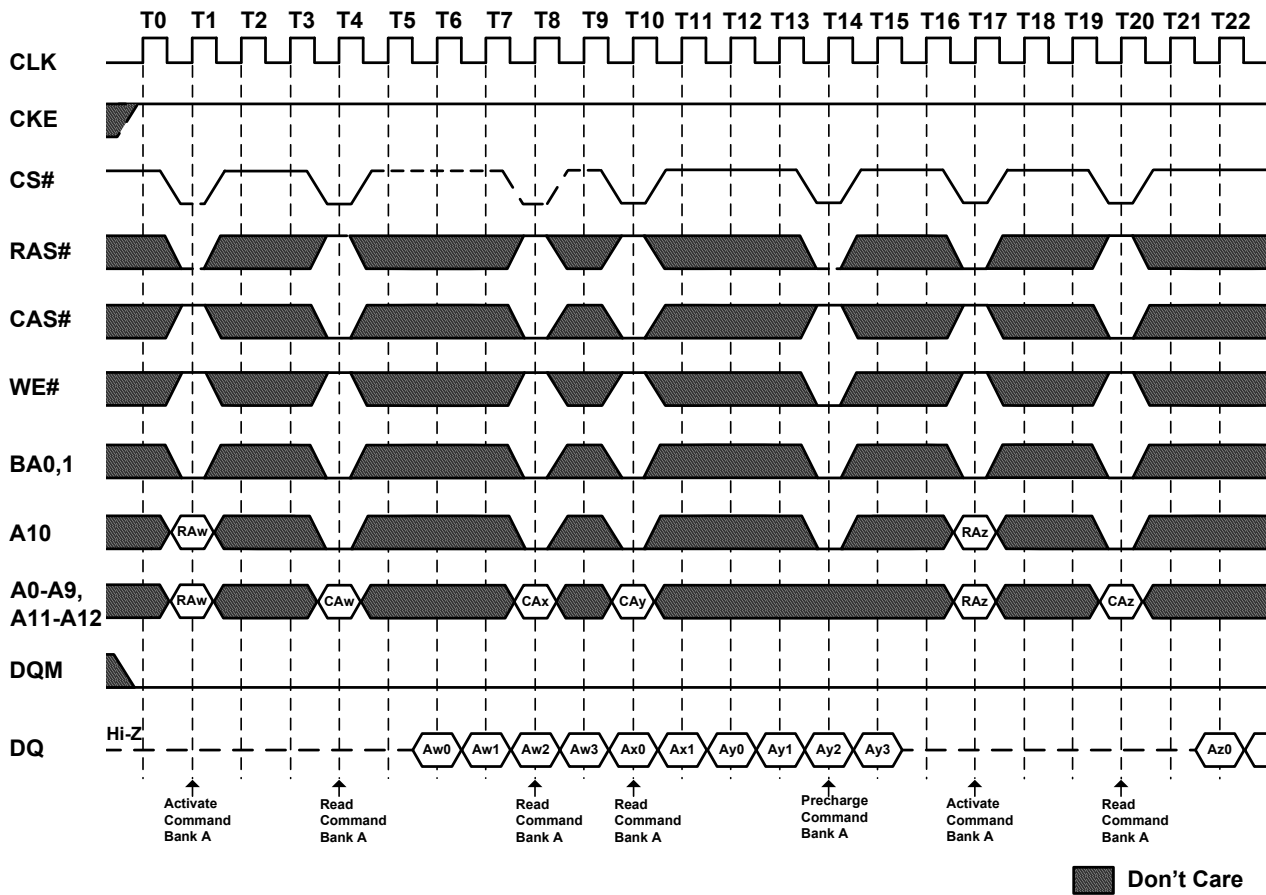 T0 T1 T2 T3 T4 T5 T6 T7 T8 T9 T10 T11 T12 T13 T14 T15 T16 T17 T18 T19 T20 T21 T22
CLK
CKE
CS#
RAS#
CAS#
WE#
BA0,1
A10 RAw RAz
A0-A9,
A11-A12 RAw CAw CAx CAy RAz CAz
DQM
Hi-Z
DQ Aw0 Aw1 Aw2 Aw3 Ax0 Ax1 Ay0 Ay1 Ay2 Ay3 Az0
Activate
Command
Bank A
Read
Command
Bank A
Read
Command
Bank A
Read
Command
Bank A
Precharge
Command
Bank A
Activate
Command
Bank A
Read
Command
Bank A
Don't Care